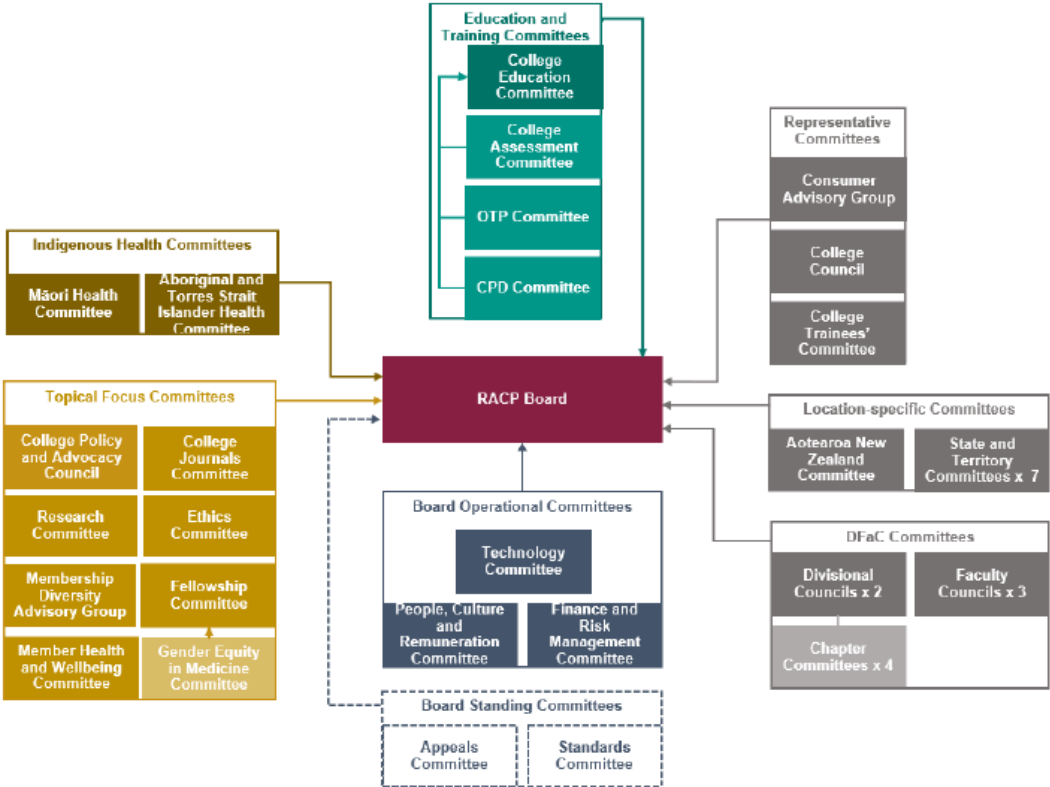 Education and
Training Committees
College
Education
Committee
College
Assessment
Committee
OTP Committee
CPD Committee
Representative
Committees
Consumer
Advisory Group
College
Council
College
Trainees'
Committee
Indigenous Health Committees
Māori Health
Committee
Aboriginal and
Torres Strait
Islander Health
Committee
RACP Board
Topical Focus Committees
College Policy
and Advocacy
Council
College
Journals
Committee
Research
Committee
Ethics
Committee
Membership
Diversity
Advisory Group
Fellowship
Committee
Member Health
and Wellbeing
Committee
Gender Equity
in Medicine
Committee
Location-specific Committees
Aotearoa New
Zealand
Committee
State and
Territory
Committees x 7
Board Operational Committees
Technology
Committee
People, Culture
and
Remuneration
Committee
Finance and
Risk
Management
Committee
DFaC Committees
Divisional
Councils x 2
Faculty
Councils x 3
Chapter
Committees x 4
Board Standing Committees
Appeals
Committee
Standards
Committee